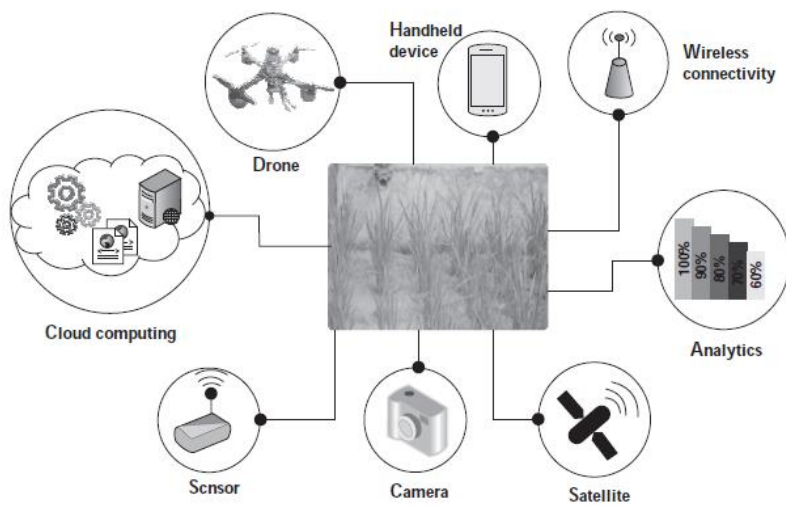 Handheld
device
Wireless
connectivity
Drone
Cloud computing
100%
90%
80%
70%
60%
Analytics
Scnsor
Camera
Satellite